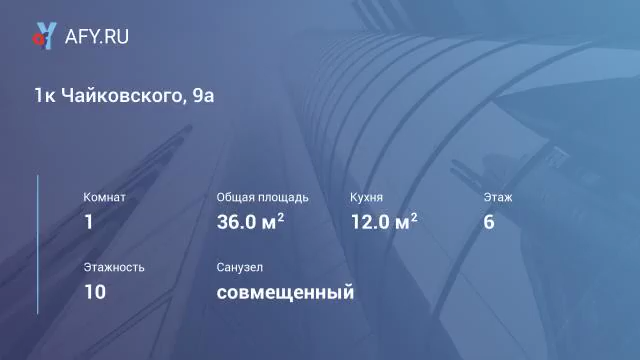 AFY.RU
1к Чайковского, 9а
Комнат
1
Общая площадь
36.0 м²
Кухня
12.0 м²
Этаж
6
Этажность
10
Санузел
совмещенный